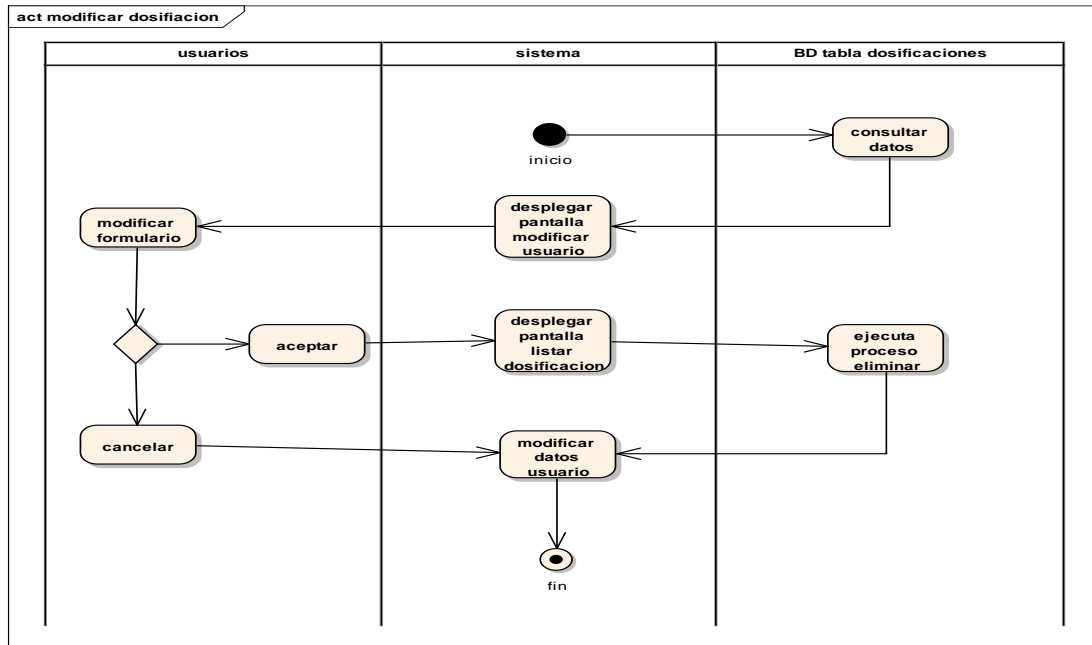 act modificar dosifiacion
usuarios
sistema
BD tabla dosificaciones
inicio
consultar
datos
desplegar
pantalla
modificar
usuario
modificar
formulario
aceptar
desplegar
pantalla
listar
dosificacion
ejecuta
proceso
eliminar
cancelar
modificar
datos
usuario
fin